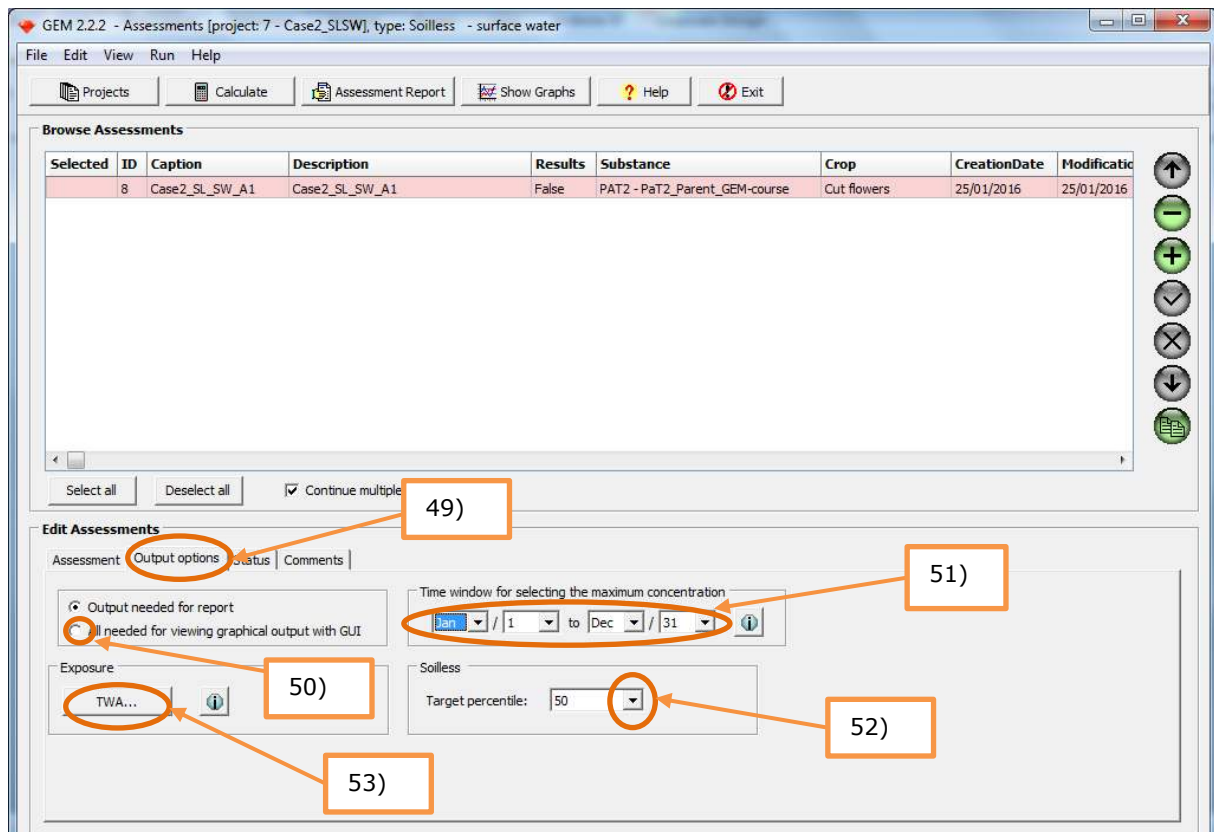 GEM 2.2.2 - Assessments [project: 7 - Case2_SLSW], type: Soilless - surface water
File Edit View Run Help
Projects Calculate Assessment Report Show Graphs Help Exit
Browse Assessments
Selected ID Caption Description Results Substance Crop CreationDate Modificatic
8 Case2_SL_SW_A1 Case2_SL_SW_A1 False PAT2 - PaT2_Parent_GEM-course Cut flowers 25/01/2016 25/01/2016
Select all Deselect all Continue multiple
49)
Edit Assessments
Assessment Output options Status Comments
51)
Output needed for report
All needed for viewing graphical output with GUI
Time window for selecting the maximum concentration
Jan / 1 to Dec / 31
50)
Exposure
TWA...
Soilless
Target percentile: 50
52)
53)